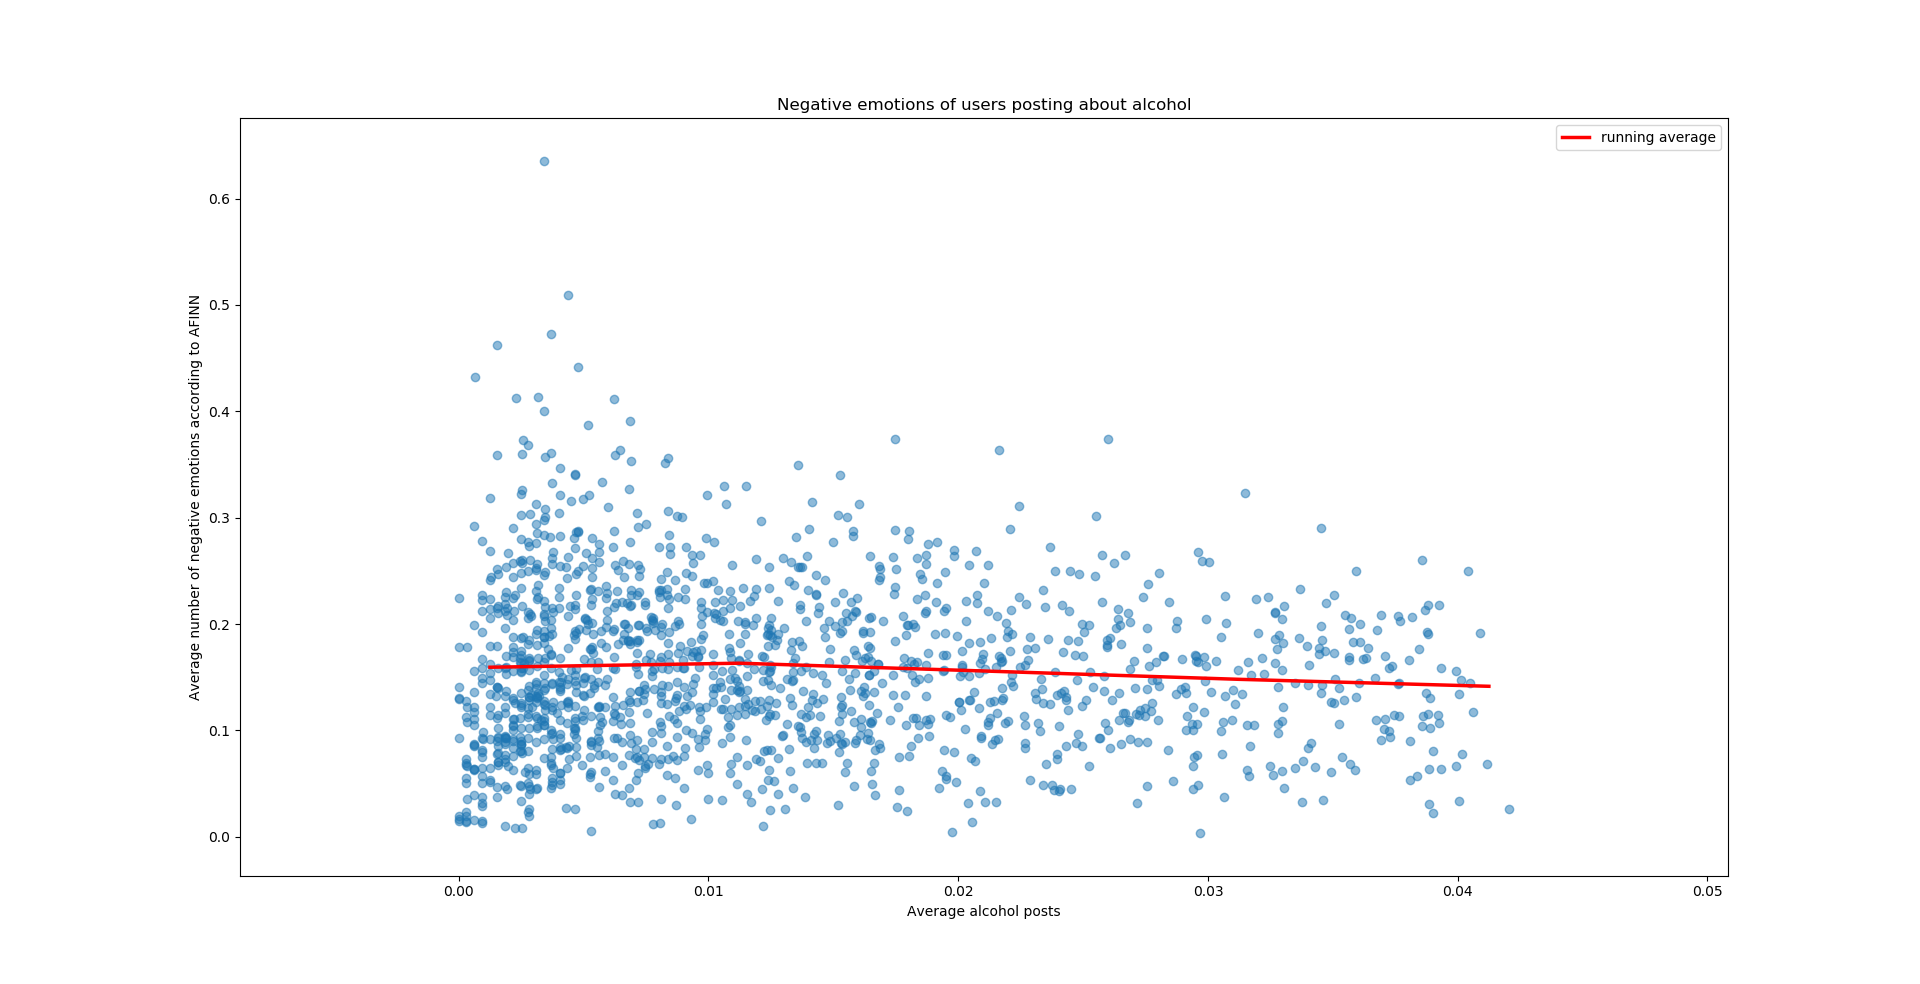 Negative emotions of users posting about alcohol
running average
Average number of negative emotions according to AFINN
0.6
0.5
0.4
0.3
0.2
0.1
0.0
0.00 0.01 0.02 0.03 0.04 0.05
Average alcohol posts